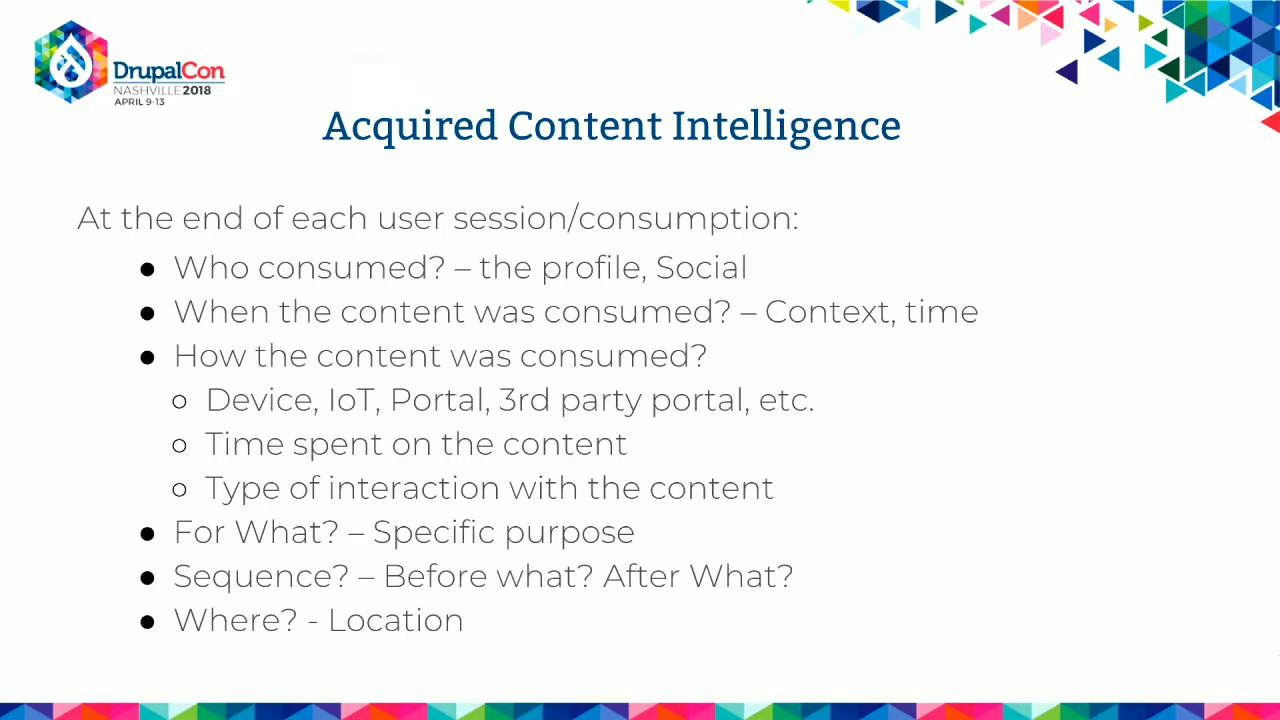 DrupalCon
NASHVILLE 2018
APRIL 9-13
Acquired Content Intelligence
At the end of each user session/consumption:
● Who consumed? – the profile, Social
● When the content was consumed? – Context, time
● How the content was consumed?
○ Device, IoT, Portal, 3rd party portal, etc.
○ Time spent on the content
○ Type of interaction with the content
● For What? – Specific purpose
● Sequence? – Before what? After What?
● Where? - Location